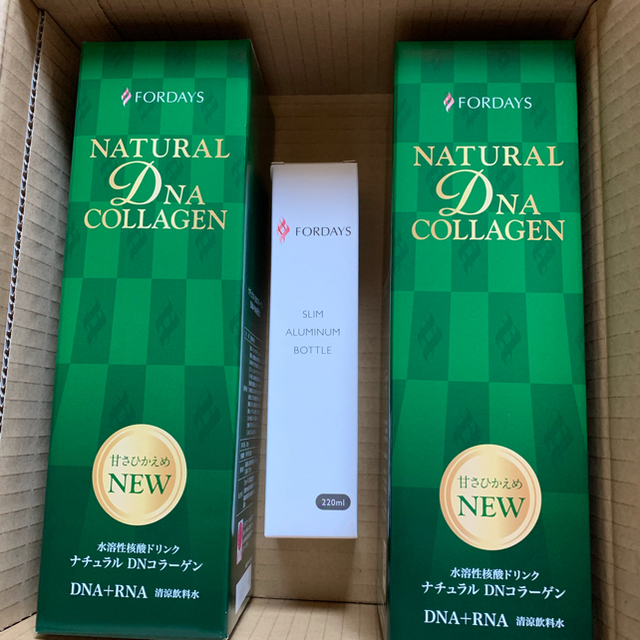 FORDAYS
NATURAL
DNA
COLLAGEN
甘さひかえめ
NEW
水溶性核酸ドリンク
ナチュラル DNコラーゲン
DNA+RNA 清涼飲料水
FORDAYS
SLIM
ALUMINUM
BOTTLE
220ml
FORDAYS
NATURAL
DNA
COLLAGEN
甘さひかえめ
NEW
水溶性核酸ドリンク
ナチュラル DNコラーゲン
DNA+RNA 清涼飲料水